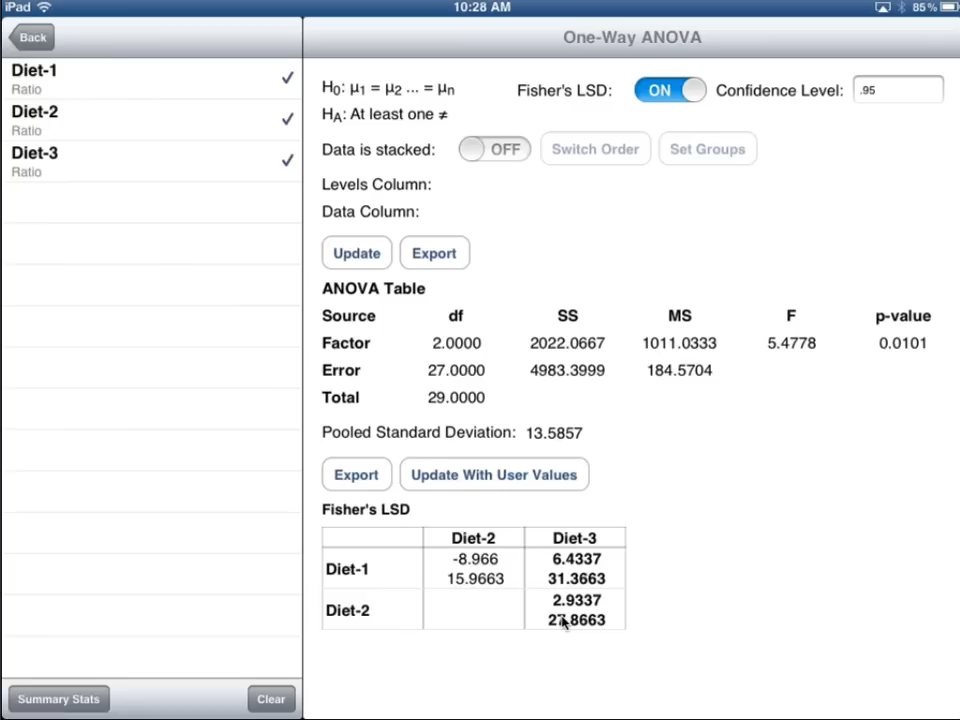 iPad 10:28 AM 85%
Back One-Way ANOVA
Diet-1
Ratio
Diet-2
Ratio
Diet-3
Ratio
Summary Stats Clear
H0: μ1 = μ2 ... = μn Fisher's LSD: ON Confidence Level: .95
HA: At least one ≠
Data is stacked: OFF Switch Order Set Groups
Levels Column:
Data Column:
Update Export
ANOVA Table
Source df SS MS F p-value
Factor 2.0000 2022.0667 1011.0333 5.4778 0.0101
Error 27.0000 4983.3999 184.5704
Total 29.0000
Pooled Standard Deviation: 13.5857
Export Update With User Values
Fisher's LSD
Diet-2 Diet-3
Diet-1 -8.966 6.4337
15.9663 31.3663
Diet-2 2.9337
27.8663